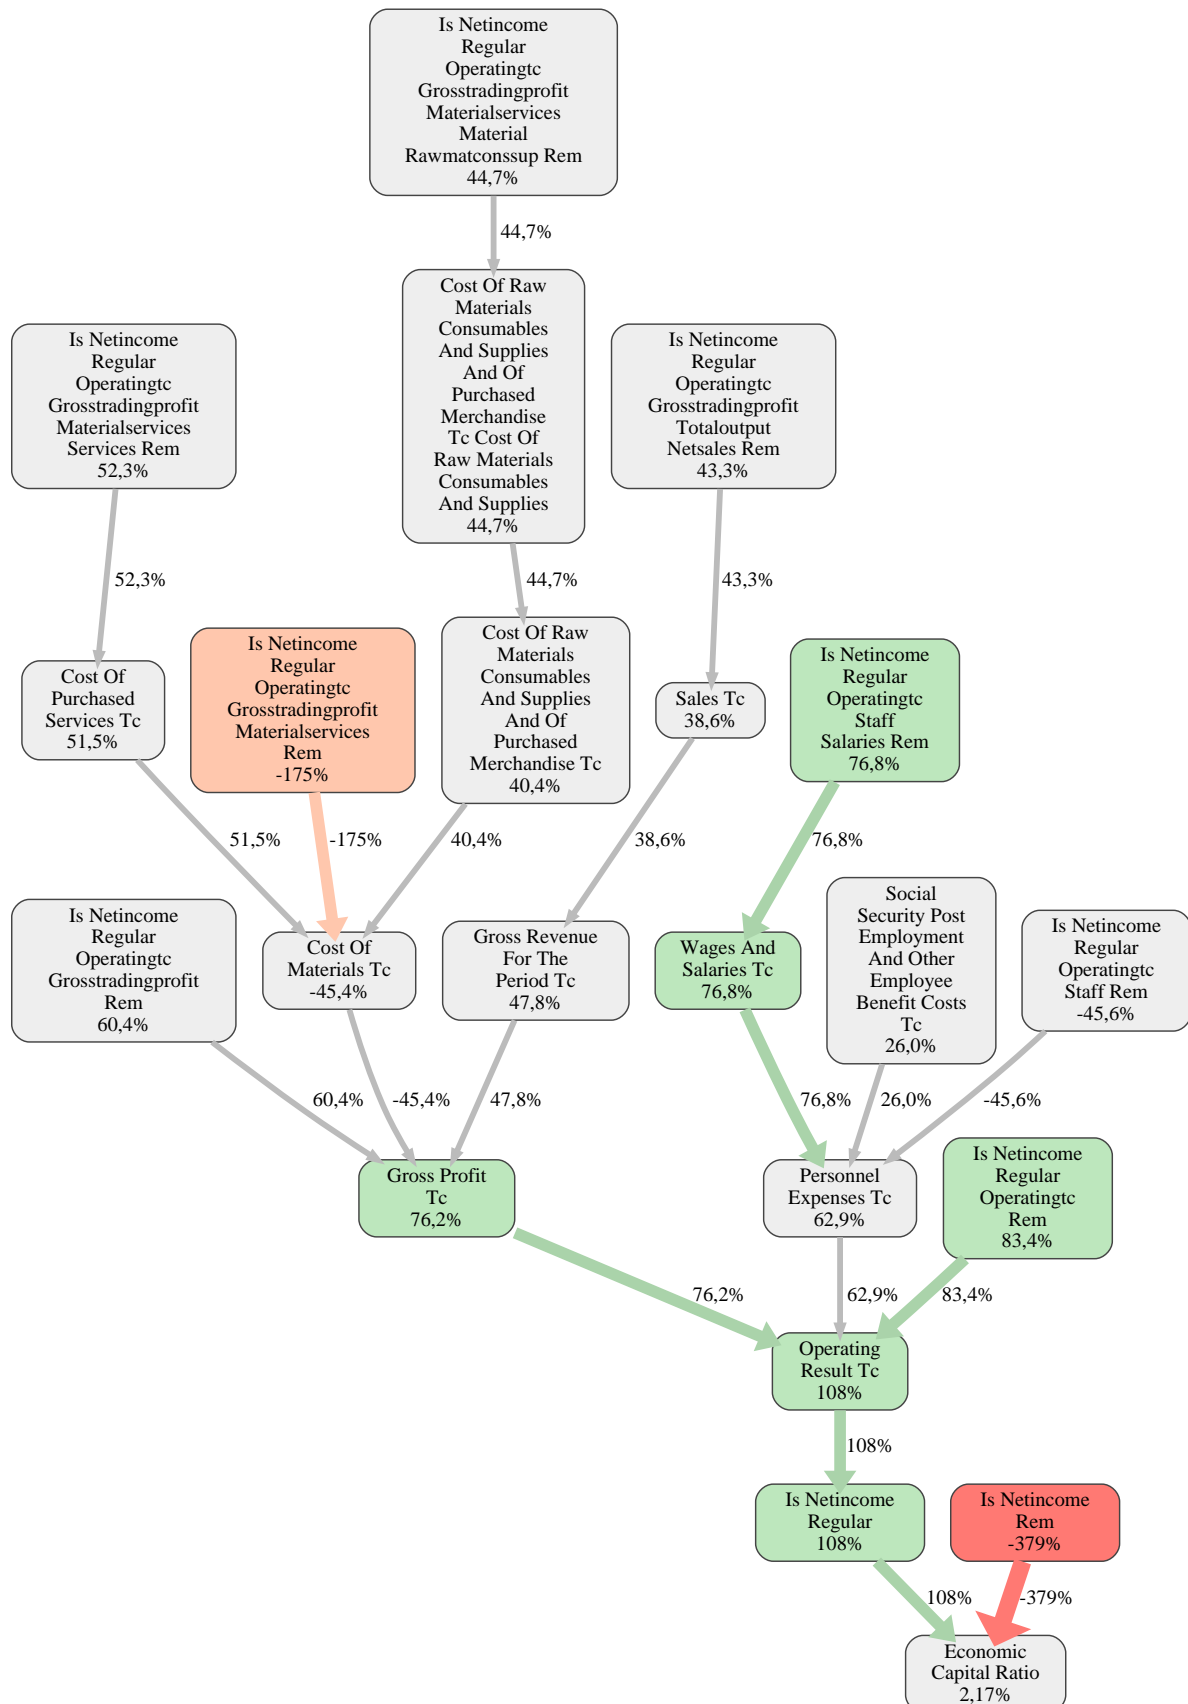 Is Netincome
Regular
Operatingtc
Grosstradingprofit
Materialservices
Material
Rawmatconssup Rem
44,7%
44,7%
Cost Of Raw
Materials
Consumables
And Supplies
And Of
Purchased
Merchandise
Tc Cost Of
Raw Materials
Consumables
And Supplies
44,7%
Is Netincome
Regular
Operatingtc
Grosstradingprofit
Materialservices
Services Rem
52,3%
Is Netincome
Regular
Operatingtc
Grosstradingprofit
Totaloutput
Netsales Rem
43,3%
52,3%
44,7%
43,3%
Cost Of
Purchased
Services Tc
51,5%
Is Netincome
Regular
Operatingtc
Grosstradingprofit
Materialservices
Rem
-175%
Cost Of Raw
Materials
Consumables
And Supplies
And Of
Purchased
Merchandise Tc
40,4%
Sales Tc
38,6%
Is Netincome
Regular
Operatingtc
Staff
Salaries Rem
76,8%
51,5%
-175%
40,4%
38,6%
76,8%
Is Netincome
Regular
Operatingtc
Grosstradingprofit
Rem
60,4%
Cost Of
Materials Tc
-45,4%
Gross Revenue
For The
Period Tc
47,8%
Wages And
Salaries Tc
76,8%
Social
Security Post
Employment
And Other
Employee
Benefit Costs
Tc
26,0%
Is Netincome
Regular
Operatingtc
Staff Rem
-45,6%
60,4%
-45,4%
47,8%
76,8%
26,0%
-45,6%
Gross Profit
Tc
76,2%
Personnel
Expenses Tc
62,9%
Is Netincome
Regular
Operatingtc
Rem
83,4%
76,2%
62,9%
83,4%
Operating
Result Tc
108%
108%
Is Netincome
Regular
108%
Is Netincome
Rem
-379%
108%
-379%
Economic
Capital Ratio
2,17%